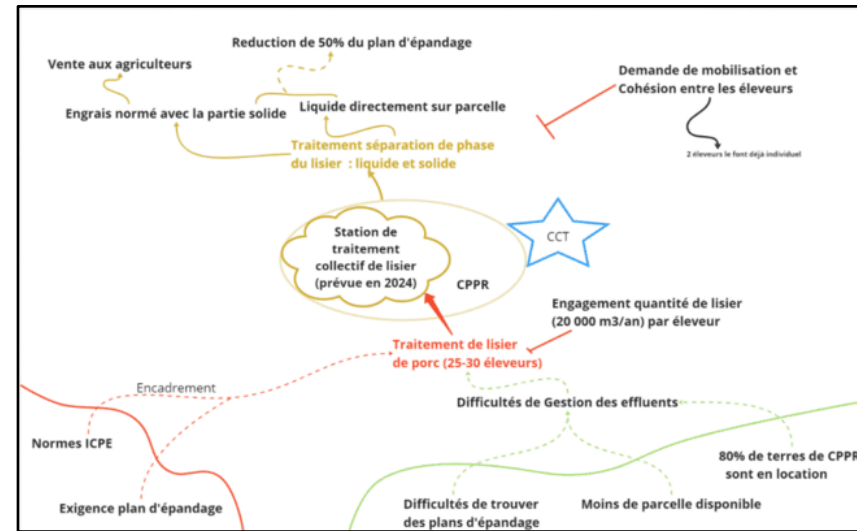 Reduction de 50% du plan d'épandage
Vente aux agriculteurs
Demande de mobilisation et
Cohésion entre les éleveurs
Engrais normé avec la partie solide
Liquide directement sur parcelle
2 éleveurs le font déjà individuel
Traitement séparation de phase
du lisier : liquide et solide
Station de
traitement
collectif de lisier
(prévue en 2024)
CCT
CPPR
Engagement quantité de lisier
(20 000 m3/an) par éleveur
Traitement de lisier
de porc (25-30 éleveurs)
Encadrement
Difficultés de Gestion des effluents
Normes ICPE
80% de terres de CPPR
sont en location
Exigence plan d'épandage
Difficultés de trouver
des plans d'épandage
Moins de parcelle disponible